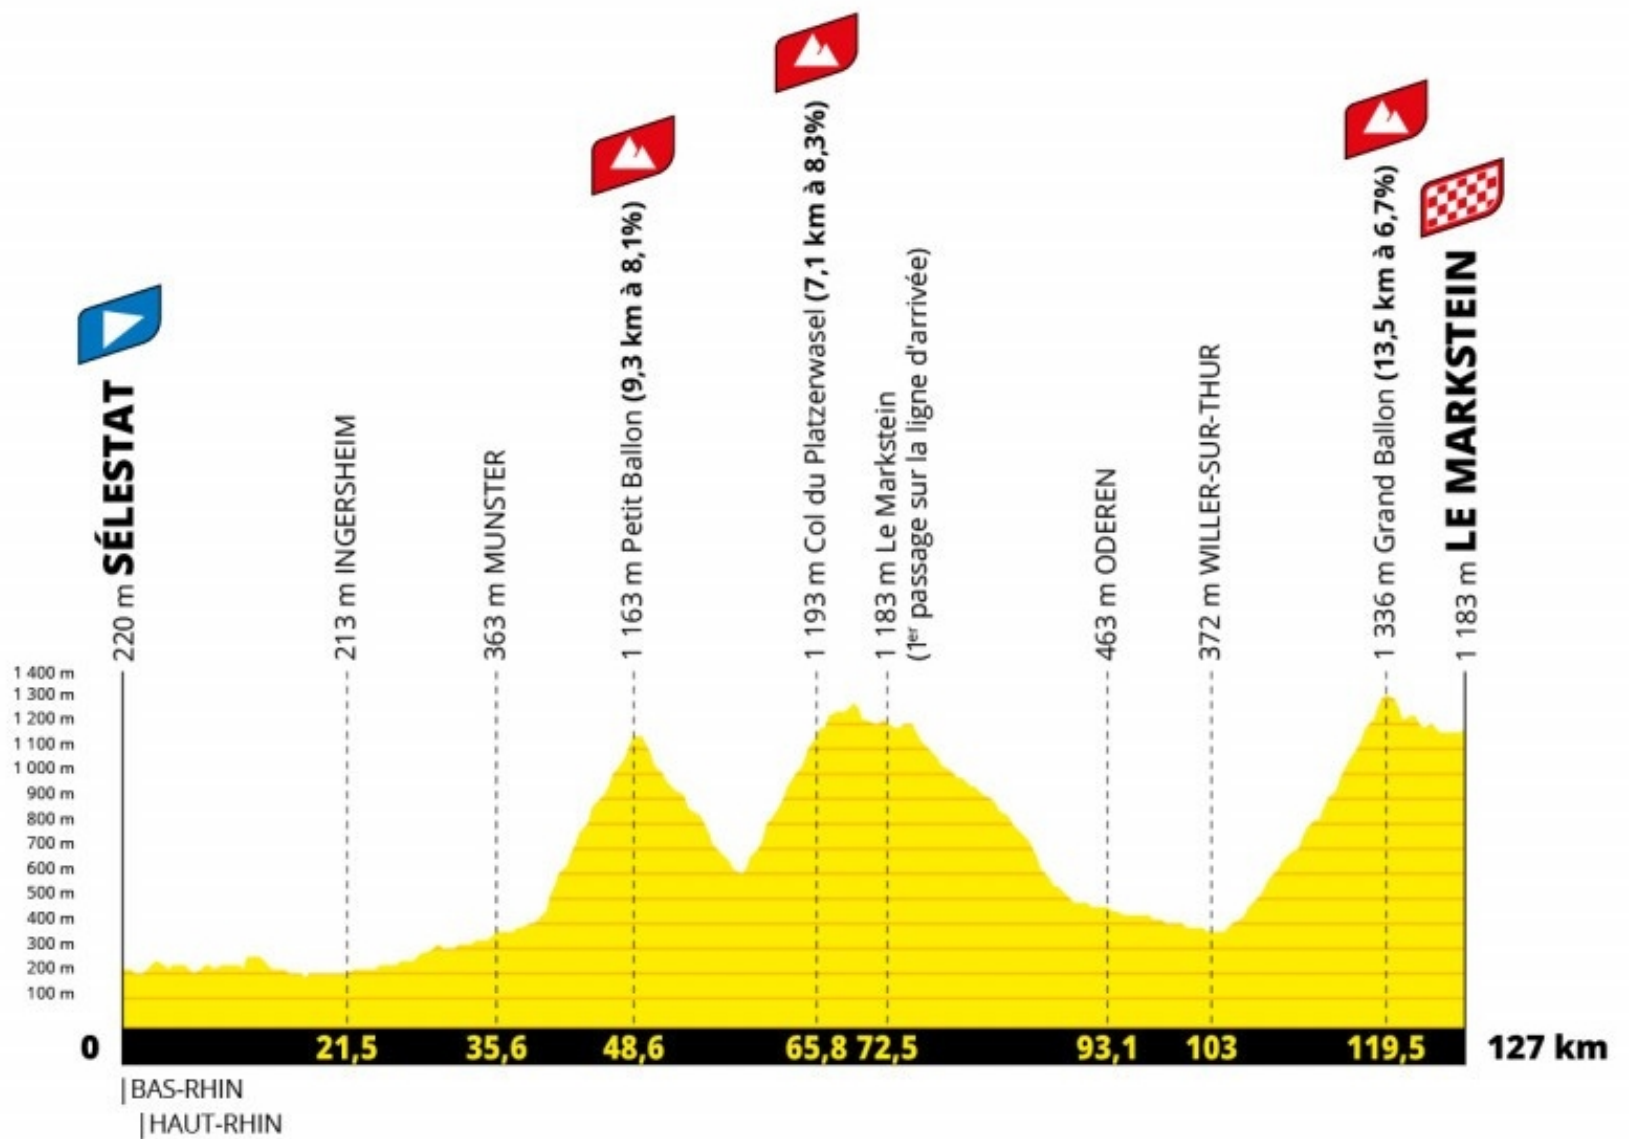 220 m SÉLESTAT
213 m INGERSHEIM
363 m MUNSTER
1 163 m Petit Ballon (9,3 km à 8,1%)
1 193 m Col du Platzerwasel (7,1 km à 8,3%)
1 183 m Le Markstein
(1er passage sur la ligne d'arrivée)
463 m ODEREN
372 m WILLER-SUR-THUR
1 336 m Grand Ballon (13,5 km à 6,7%)
1 183 m LE MARKSTEIN
1 400 m
1 300 m
1 200 m
1 100 m
1 000 m
900 m
800 m
700 m
600 m
500 m
400 m
300 m
200 m
100 m
0 21,5 35,6 48,6 65,8 72,5 93,1 103 119,5 127 km
BAS-RHIN
HAUT-RHIN